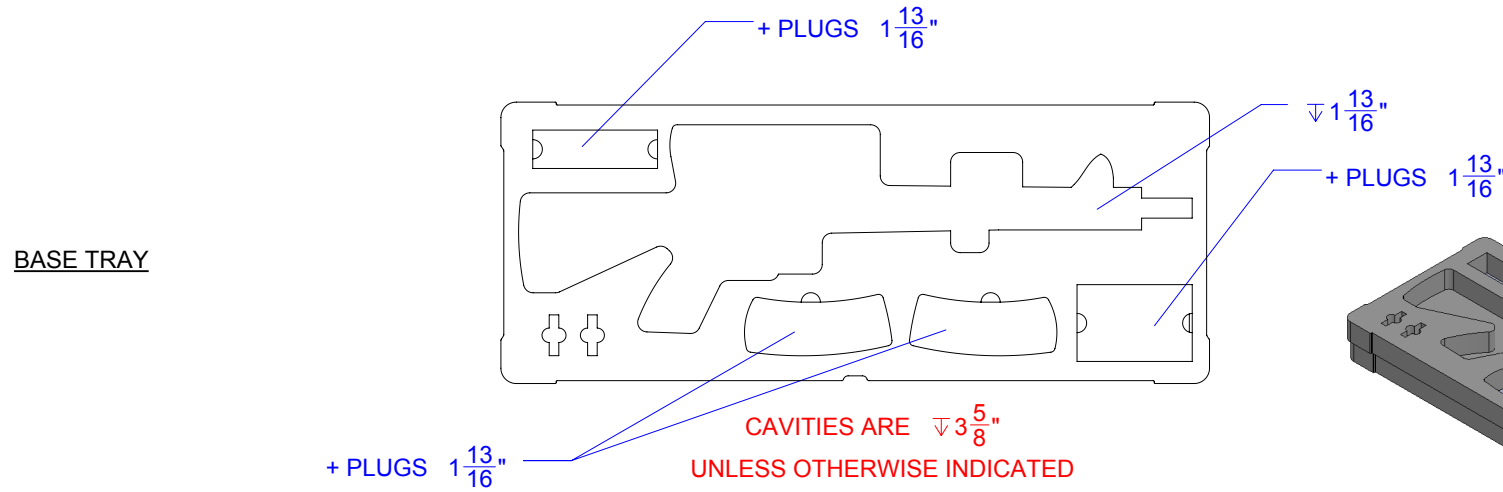 + PLUGS 1 13/16"
↧ 1 13/16"
+ PLUGS 1 13/16"
BASE TRAY
CAVITIES ARE ↧ 3 5/8"
UNLESS OTHERWISE INDICATED
+ PLUGS 1 13/16"